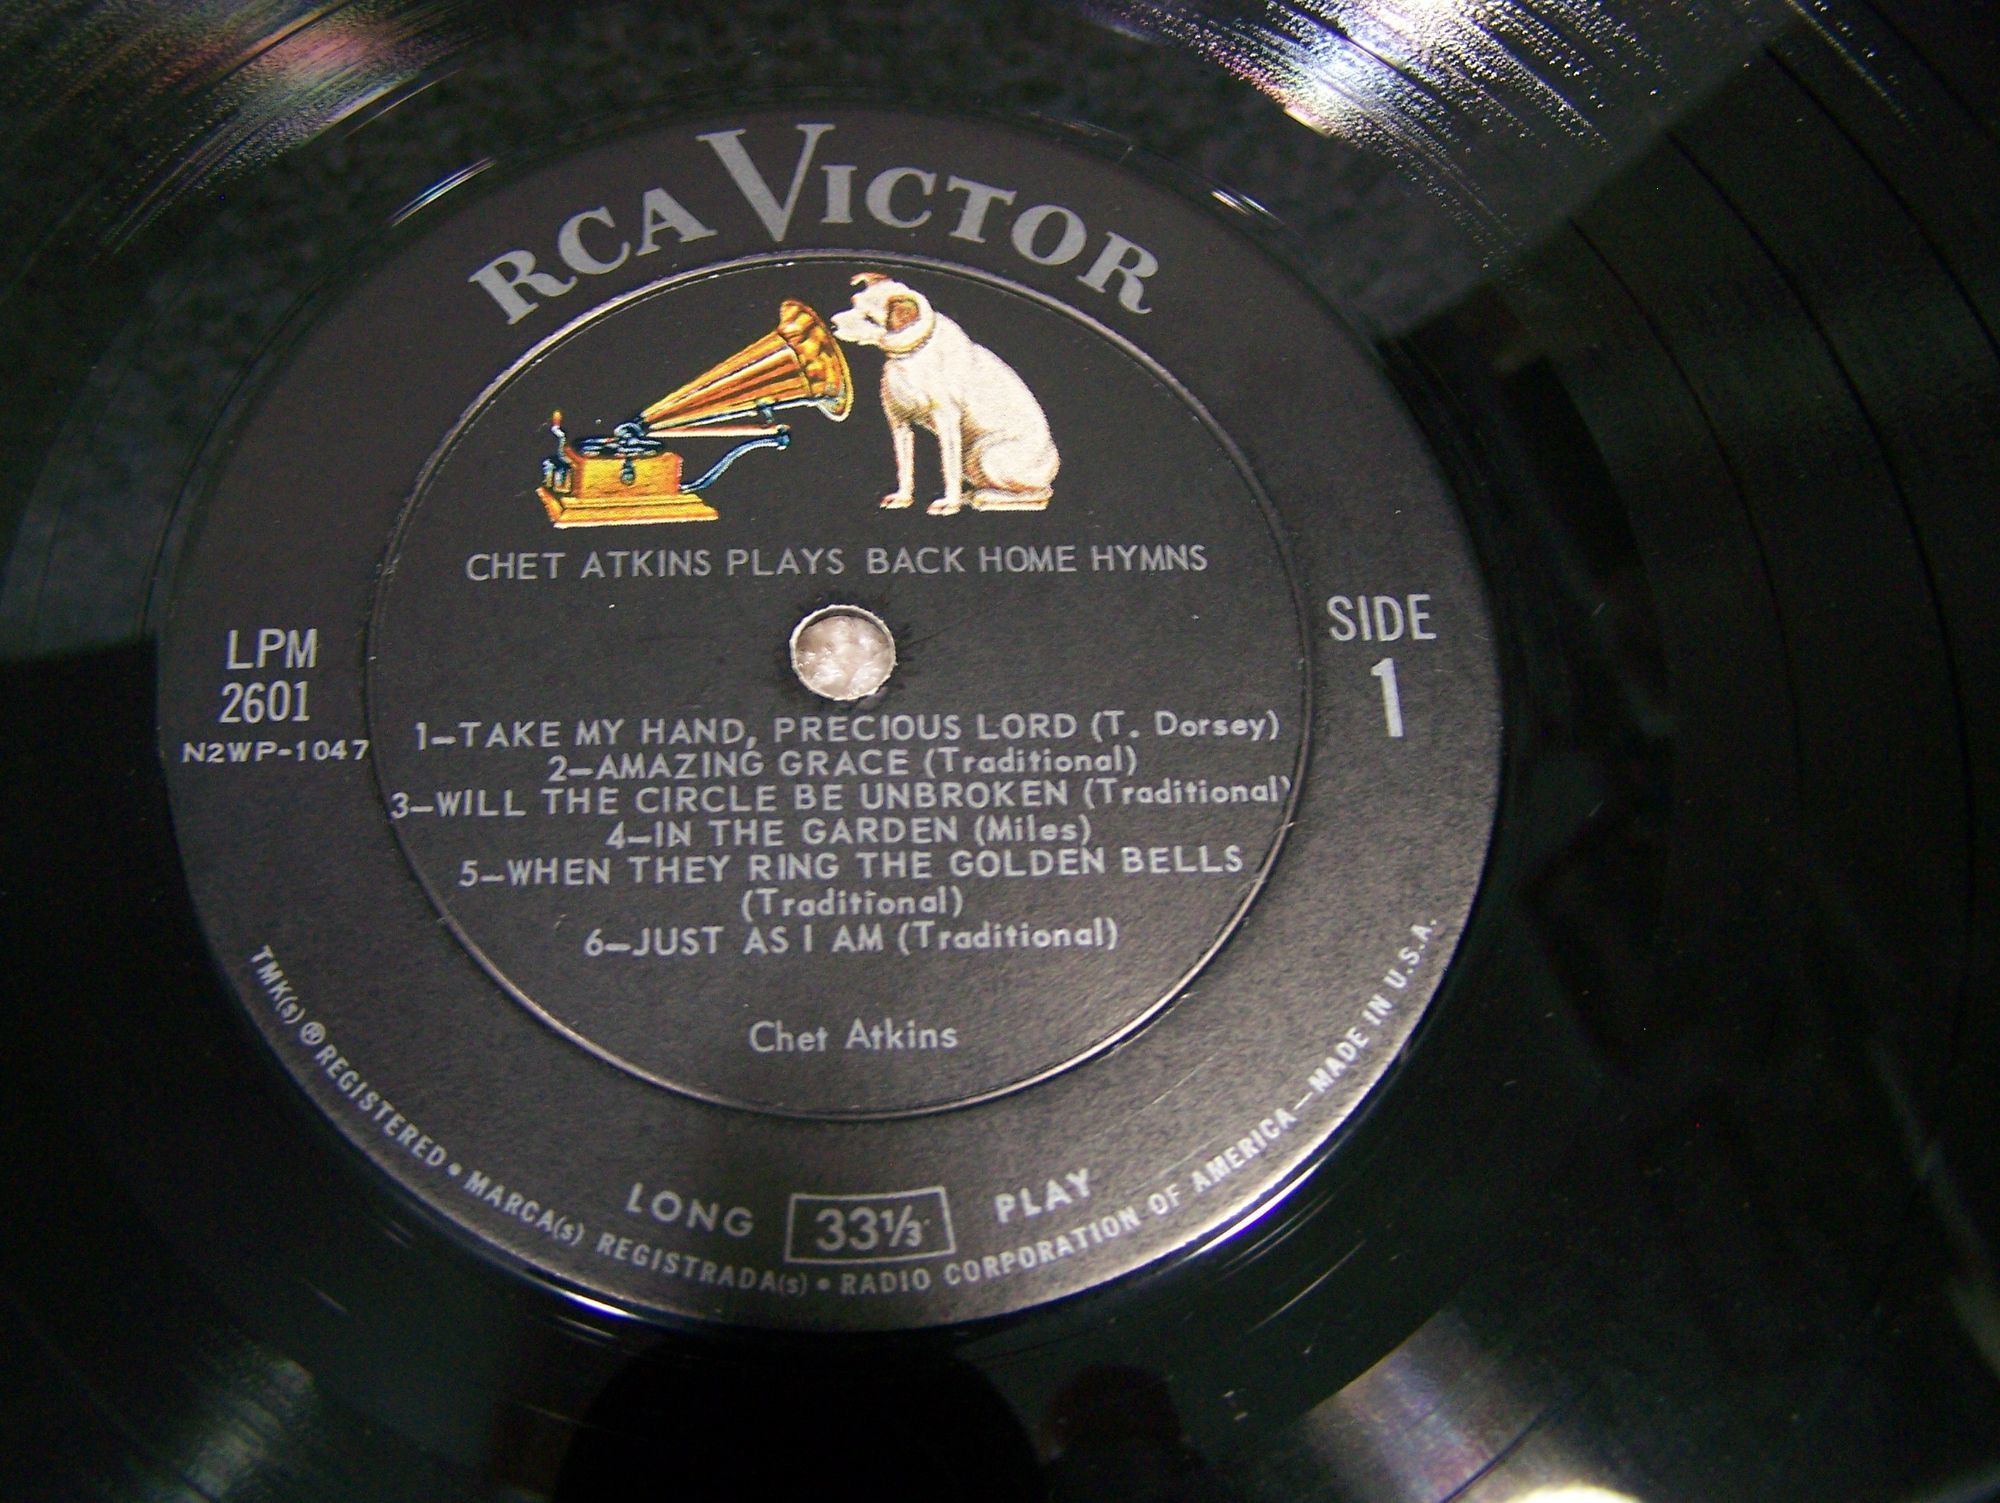 RCA VICTOR
CHET ATKINS PLAYS BACK HOME HYMNS
LPM
2601
N2WP-1047
SIDE
1
1—TAKE MY HAND, PRECIOUS LORD (T. Dorsey)
2—AMAZING GRACE (Traditional)
3—WILL THE CIRCLE BE UNBROKEN (Traditional)
4—IN THE GARDEN (Miles)
5—WHEN THEY RING THE GOLDEN BELLS
(Traditional)
6—JUST AS I AM (Traditional)
Chet Atkins
LONG 33⅓ PLAY
TMK(s) ® REGISTERED • MARCA(s) REGISTRADA(s) • RADIO CORPORATION OF AMERICA—MADE IN U.S.A.